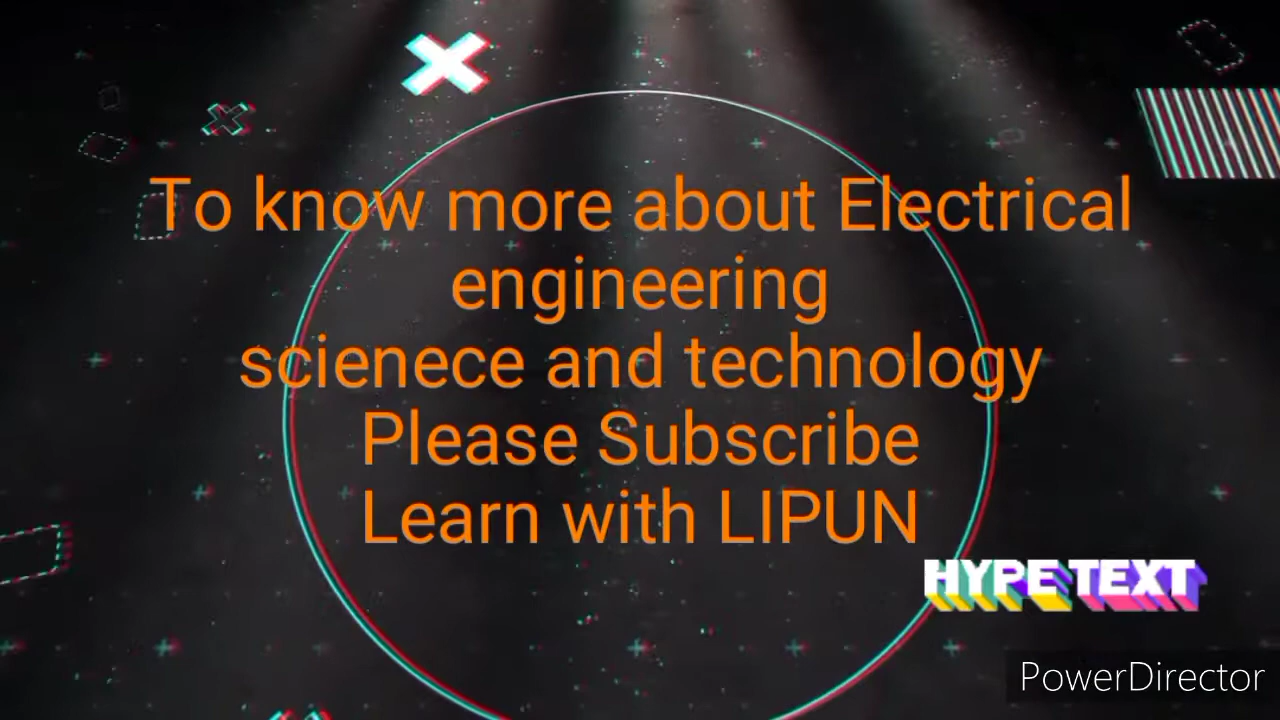 To know more about Electrical
engineering
scienece and technology
Please Subscribe
Learn with LIPUN
HYPE TEXT
PowerDirector